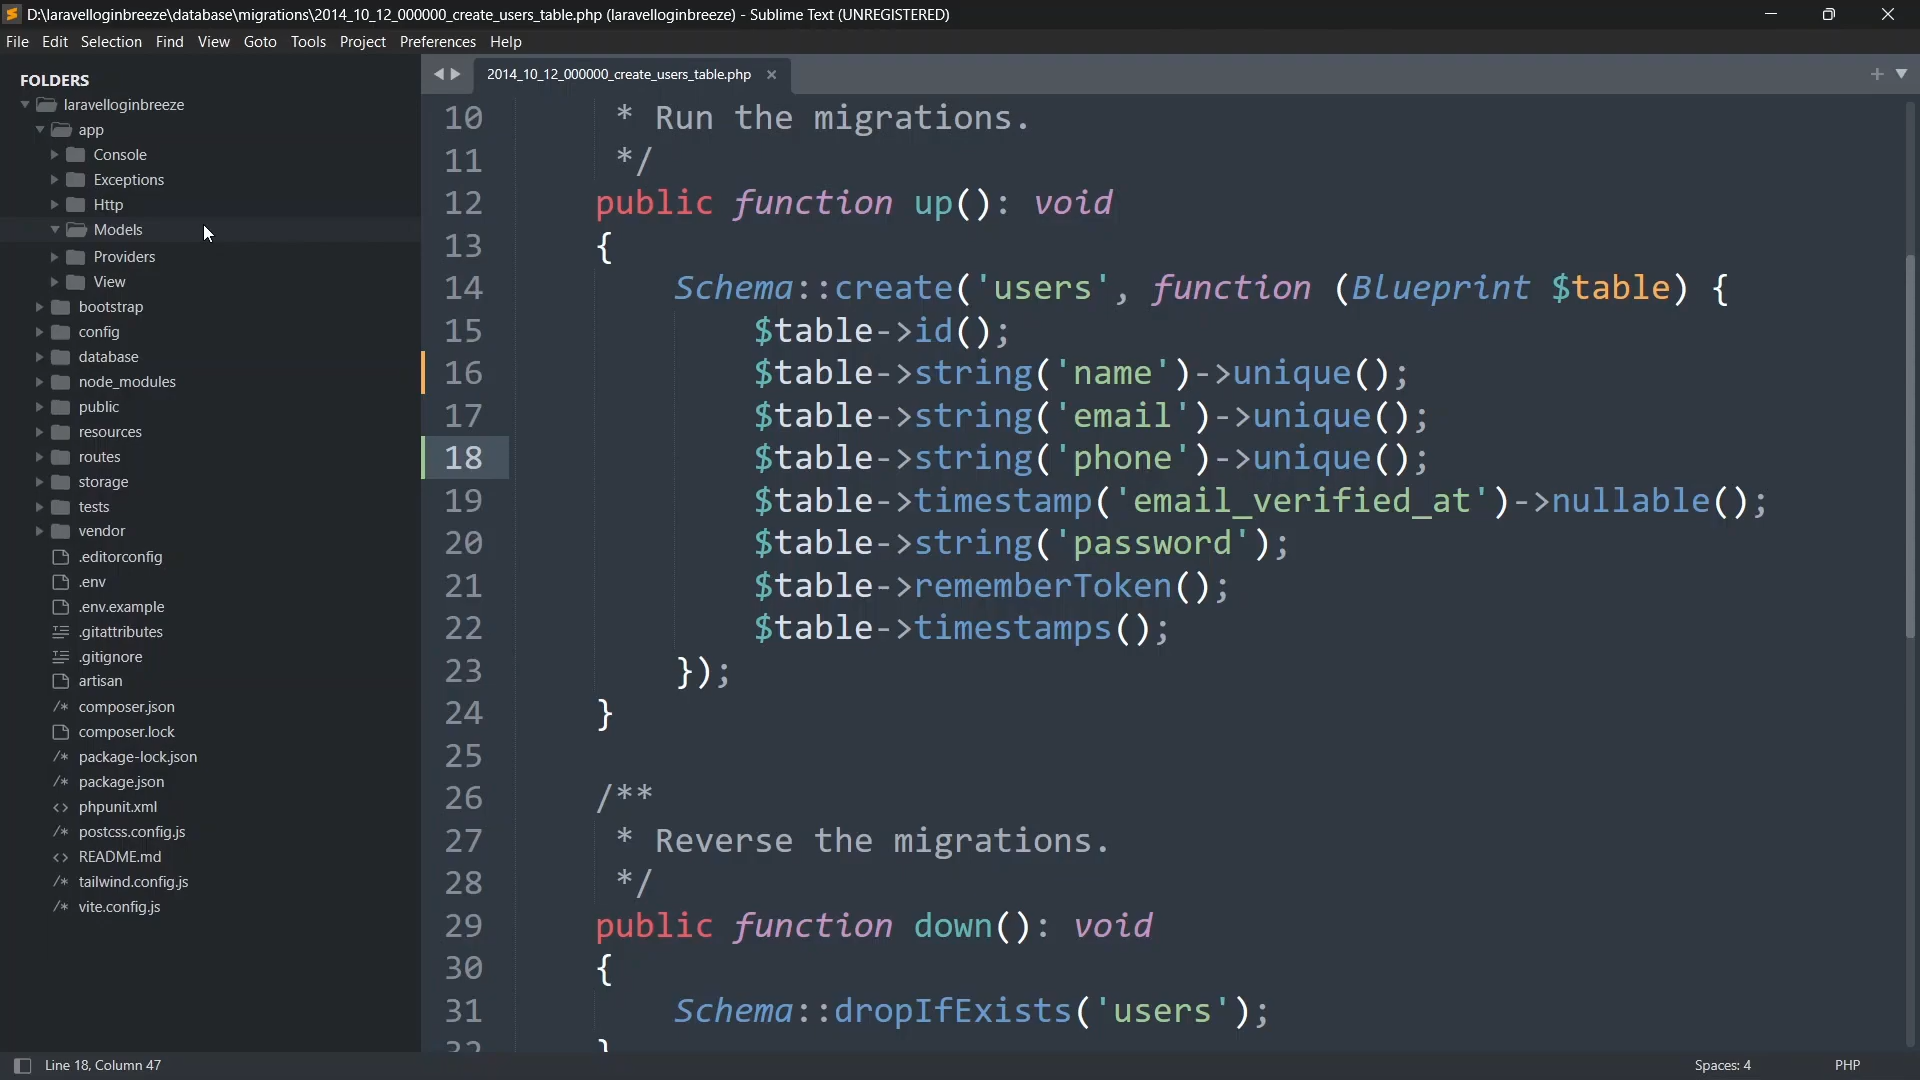 D:\laravelloginbreeze\database\migrations\2014_10_12_000000_create_users_table.php (laravelloginbreeze) - Sublime Text (UNREGISTERED)
File Edit Selection Find View Goto Tools Project Preferences Help
FOLDERS
laravelloginbreeze
app
Console
Exceptions
Http
Models
Providers
View
bootstrap
config
database
node_modules
public
resources
routes
storage
tests
vendor
.editorconfig
.env
.env.example
.gitattributes
.gitignore
artisan
/* composer.json
composer.lock
/* package-lock.json
/* package.json
<> phpunit.xml
/* postcss.config.js
<> README.md
/* tailwind.config.js
/* vite.config.js
2014_10_12_000000_create_users_table.php
10 * Run the migrations.
11 */
12 public function up(): void
13 {
14 Schema::create('users', function (Blueprint $table) {
15 $table->id();
16 $table->string('name')->unique();
17 $table->string('email')->unique();
18 $table->string('phone')->unique();
19 $table->timestamp('email_verified_at')->nullable();
20 $table->string('password');
21 $table->rememberToken();
22 $table->timestamps();
23 });
24 }
25
26 /**
27 * Reverse the migrations.
28 */
29 public function down(): void
30 {
31 Schema::dropIfExists('users');
32 }
Line 18, Column 47
Spaces: 4
PHP